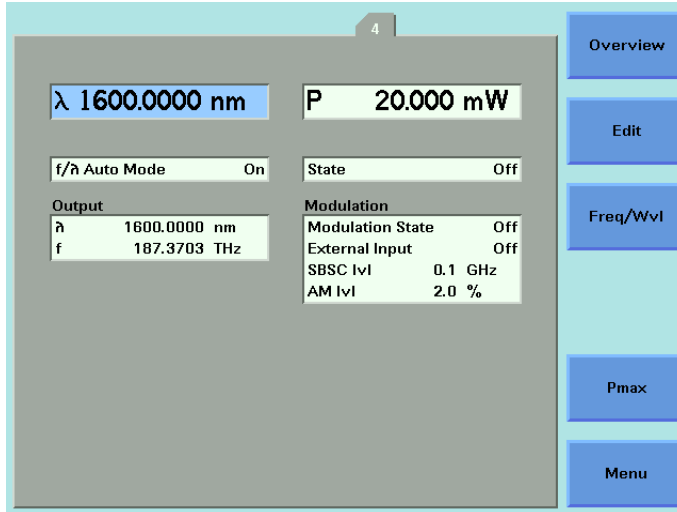 4
λ 1600.0000 nm
P 20.000 mW
f/λ Auto Mode On
State Off
Output
λ 1600.0000 nm
f 187.3703 THz
Modulation
Modulation State Off
External Input Off
SBSC lvl 0.1 GHz
AM lvl 2.0 %
Overview
Edit
Freq/Wvl
Pmax
Menu